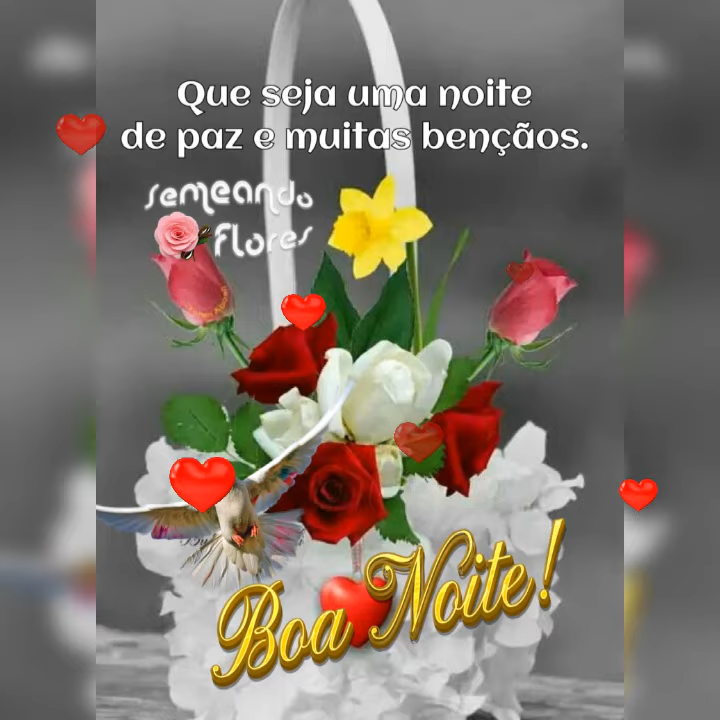 Que seja uma noite
de paz e muitas bençãos.
semeando
flores
Boa Noite!